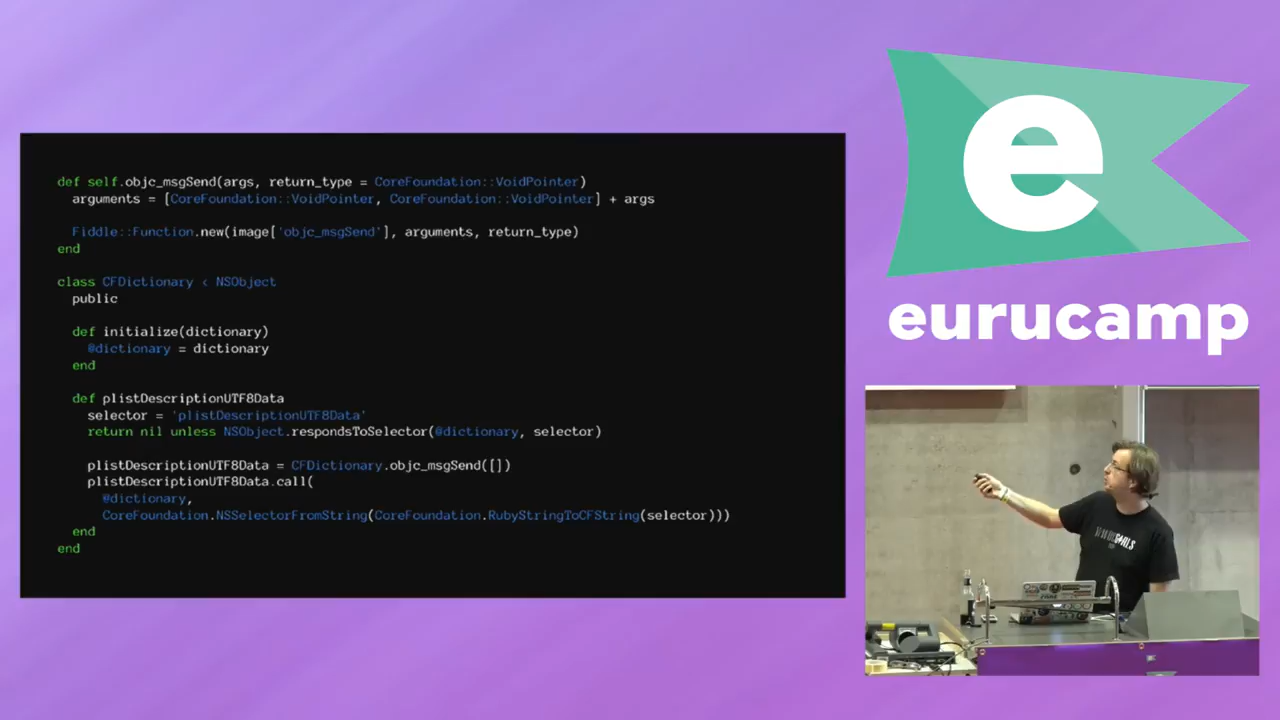 def self.objc_msgSend(args, return_type = CoreFoundation::VoidPointer)
arguments = [CoreFoundation::VoidPointer, CoreFoundation::VoidPointer] + args
Fiddle::Function.new(image['objc_msgSend'], arguments, return_type)
end
class CFDictionary < NSObject
public
def initialize(dictionary)
@dictionary = dictionary
end
def plistDescriptionUTF8Data
selector = 'plistDescriptionUTF8Data'
return nil unless NSObject.respondsToSelector(@dictionary, selector)
plistDescriptionUTF8Data = CFDictionary.objc_msgSend([])
plistDescriptionUTF8Data.call(
@dictionary,
CoreFoundation.NSSelectorFromString(CoreFoundation.RubyStringToCFString(selector)))
end
end
e
eurucamp